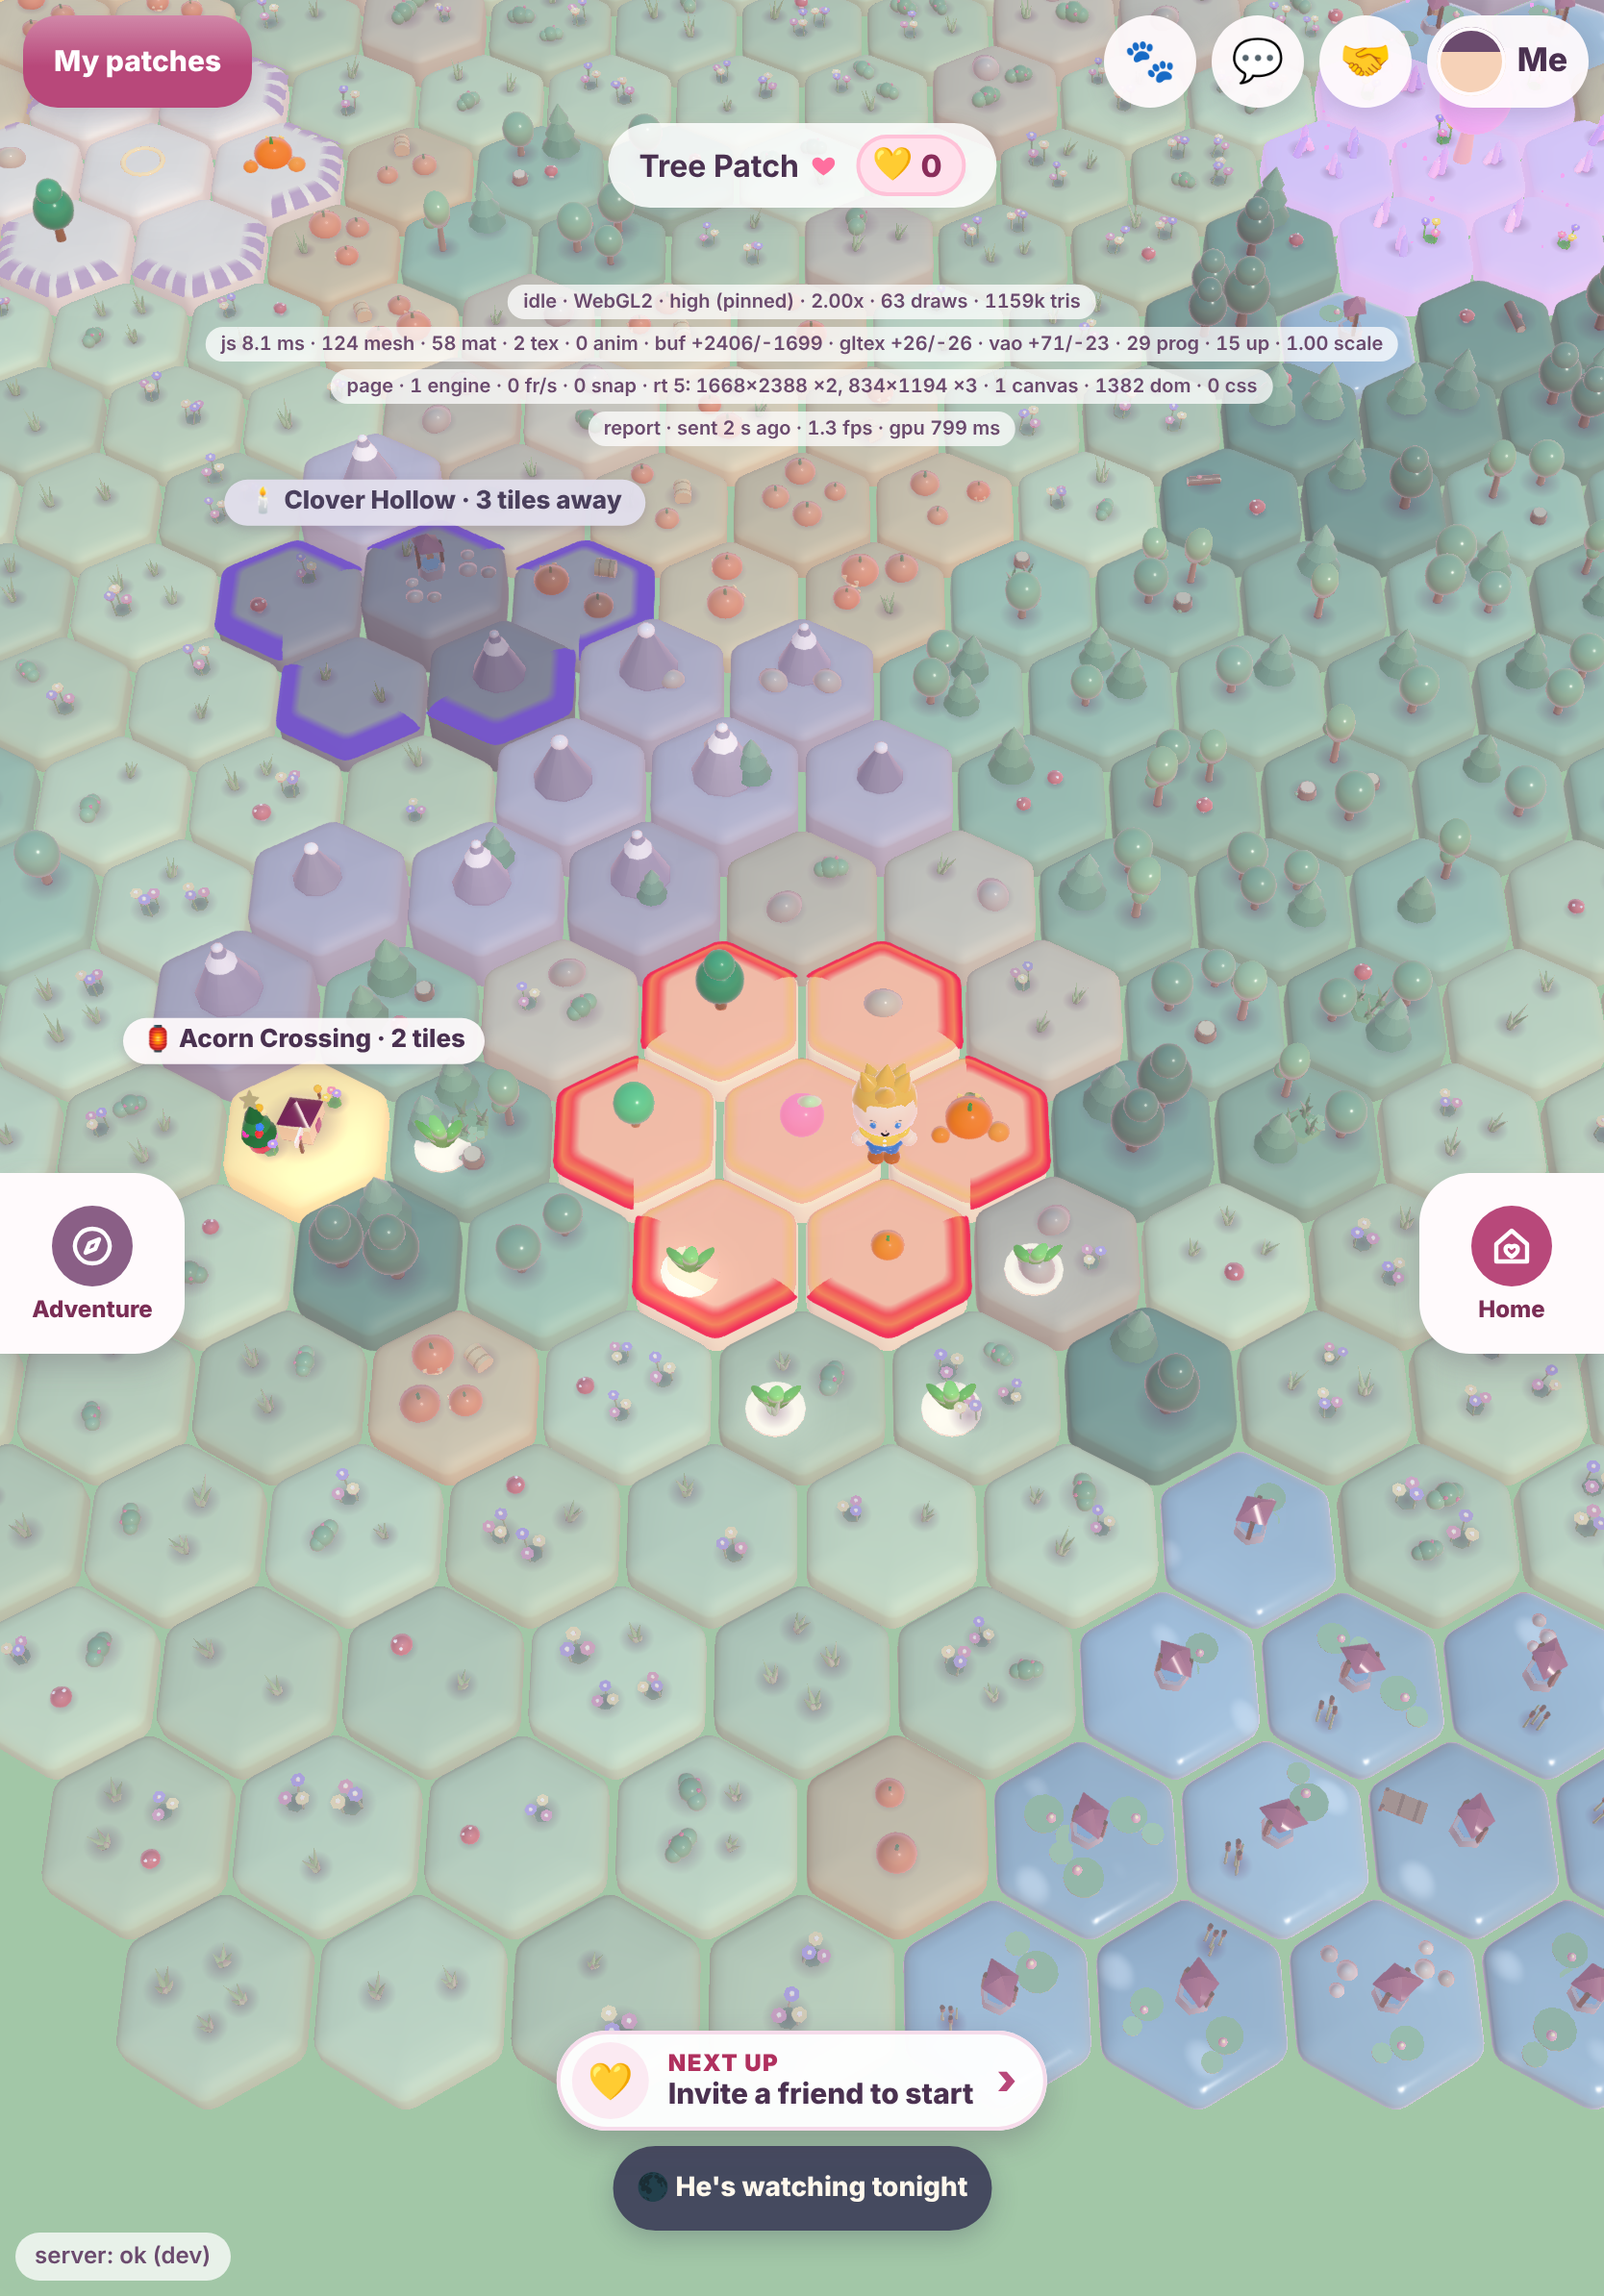 My patches
Me
Tree Patch
0
idle · WebGL2 · high (pinned) · 2.00x · 63 draws · 1159k tris
js 8.1 ms · 124 mesh · 58 mat · 2 tex · 0 anim · buf +2406/-1699 · gltex +26/-26 · vao +71/-23 · 29 prog · 15 up · 1.00 scale
page · 1 engine · 0 fr/s · 0 snap · rt 5: 1668×2388 ×2, 834×1194 ×3 · 1 canvas · 1382 dom · 0 css
report · sent 2 s ago · 1.3 fps · gpu 799 ms
Clover Hollow · 3 tiles away
Acorn Crossing · 2 tiles
Adventure
Home
NEXT UP
Invite a friend to start
He's watching tonight
server: ok (dev)